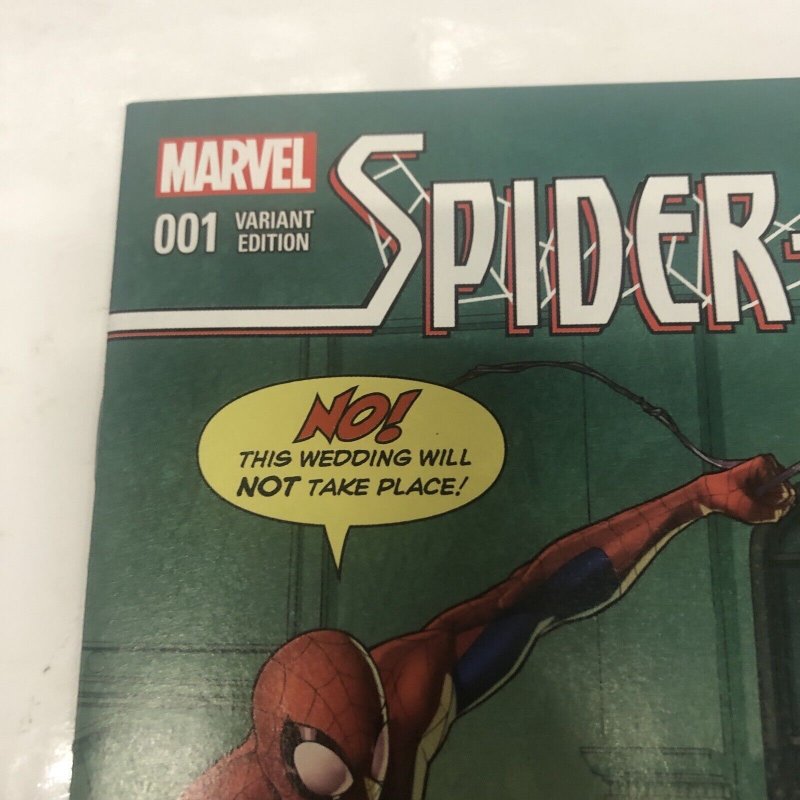 MARVEL
001 VARIANT EDITION
SPIDER-
NO!
THIS WEDDING WILL
NOT TAKE PLACE!